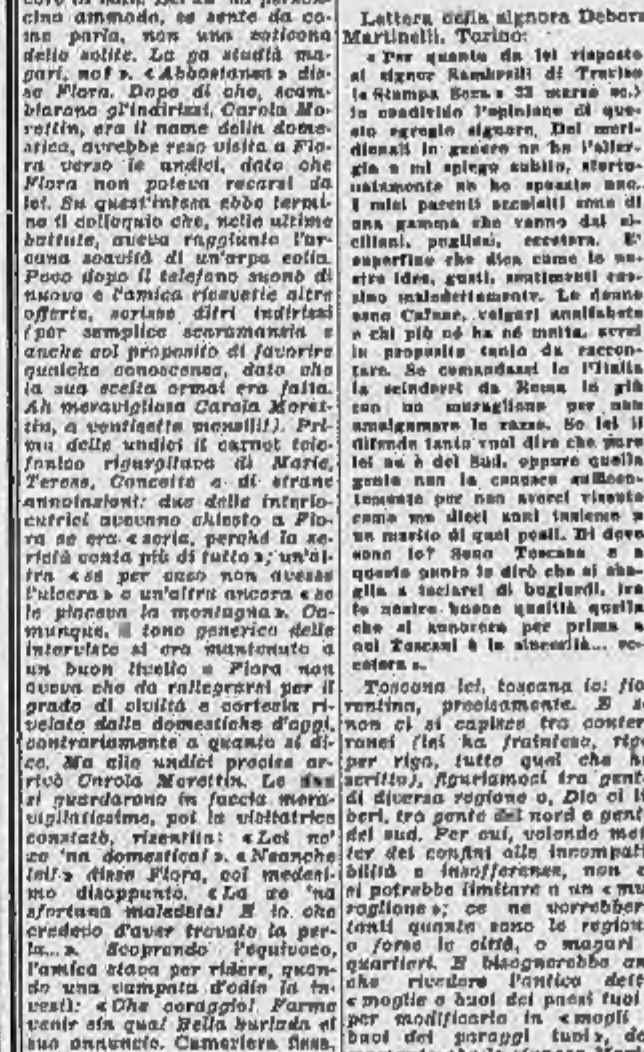 cina ammodo, se sente da co-
me parla, non una zoticona
delle solite. La ga studià ma-
gari, no? ». « Abbastanza » dis-
se Flora. Dopo di che, scam-
biarono gl'indirizzi, Carola Mo-
rettin, era il nome della dome-
stica, avrebbe reso visita a Flo-
ra verso le undici, dato che
Flora non poteva recarsi da
lei. Su quest'intesa ebbe termi-
ne il colloquio che, nelle ultime
battute, aveva raggiunto l'ar-
cana soavità di un'arpa eolia.
Poco dopo il telefono suonò di
nuovo e l'amica ricevette altre
offerte, scrisse altri indirizzi
(per semplice scaramanzia e
anche col proposito di favorire
qualche conoscenza, dato che
la sua scelta ormai era fatta.
Ah meravigliosa Carola Moret-
tin, a ventisette mensili!). Pri-
ma delle undici il carnet tele-
fonico rigurgitava di Marie,
Terese, Concette e di strane
annotazioni: due delle interlo-
cutrici avevano chiesto a Flo-
ra se era « seria, perché la se-
rietà conta più di tutto »; un'al-
tra « se per caso non avesse
l'ulcera » e un'altra ancora « se
le piaceva la montagna ». Co-
munque, il tono generico delle
interviste si era mantenuto a
un buon livello e Flora non
aveva che da rallegrarsi per il
grado di civiltà e cortesia ri-
velato dalle domestiche d'oggi,
contrariamente a quanto si di-
ce. Ma alle undici precise ar-
rivò Carola Morettin. Le due
si guardarono in faccia mera-
vigliatissime, poi la visitatrice
constatò, risentita: « Lei no'
xe 'na domestica! ». « Neanche
lei! » disse Flora, col medesi-
mo disappunto. « La xe 'na
sfortuna maledeta! E io che
credevo d'aver trovato la per-
la... ». Scoprendo l'equivoco,
l'amica stava per ridere, quan-
do una vampata d'odio la in-
vestì: « Che coraggio! Farme
venir sin qua! Bella burlada el
suo annuncio. Cameriera fissa,

Lettera della signora Debora
Martinelli, Torino:
« Per quanto da lei risposto
al signor Rambrilli di Treviso
(« Stampa Sera » 23 marzo sc.)
io condivido l'opinione di que-
sto egregio signore. Dei meri-
dionali in genere ne ho l'aller-
gia e mi spiego subito, sfortu-
natamente ne ho sposato uno.
I miei parenti acquisiti sono di
una gamma che vanno dai si-
ciliani, pugliesi, eccetera. E'
superfluo che dica come le no-
stre idee, gusti, sentimenti coz-
zino maledettamente. Le donne
sono Cafone, volgari analfabete
e chi più né ha né metta, avrei
in proposito tanto da raccon-
tare. Se comandassi io l'Italia
la scinderei da Roma in giù
con un muraglione per non
amalgamare le razze. Se lei li
difende tanto vuol dire che pure
lei ne è del Sud, oppure quella
gente non la conosce sufficien-
temente per non averci vissuto
come me dieci anni insieme a
un marito di quei posti. Di dove
sono io? Sono Toscana e a
questo punto le dirò che si sba-
glia a tacciarci di bugiardi, tra
le nostre buone qualità quella
che si annovera per prima a
noi Toscani è la sincerità... ec-
cetera ».
Toscana lei, toscana io: fio-
rentina, precisamente. E se
non ci si capisce tra conter-
ranei (lei ha frainteso, riga
per riga, tutto quel che ho
scritto), figuriamoci tra gente
di diversa regione o, Dio ci li-
beri, tra gente del nord e gente
del sud. Per cui, volendo met-
ter dei confini alle incompati-
bilità e insofferenze, non ci
si potrebbe limitare a un « mu-
raglione »; ce ne vorrebbero
tanti quante sono le regioni
o forse le città, o magari i
quartieri. E bisognerebbe an-
che rivedere l'antico detto
« moglie e buoi dei paesi tuoi »
per modificarlo in « mogli e
buoi dei paraggi tuoi », di